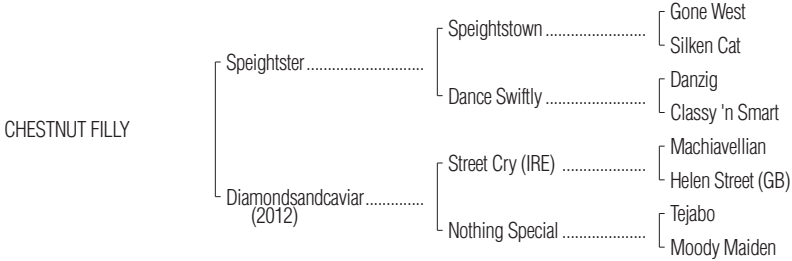 Gone West
Speightstown ......................
Silken Cat
Speightster ..........................
Danzig
Dance Swiftly ......................
Classy 'n Smart
CHESTNUT FILLY
Machiavellian
Street Cry (IRE) ..................
Helen Street (GB)
Diamondsandcaviar .............
(2012)
Tejabo
Nothing Special ..................
Moody Maiden